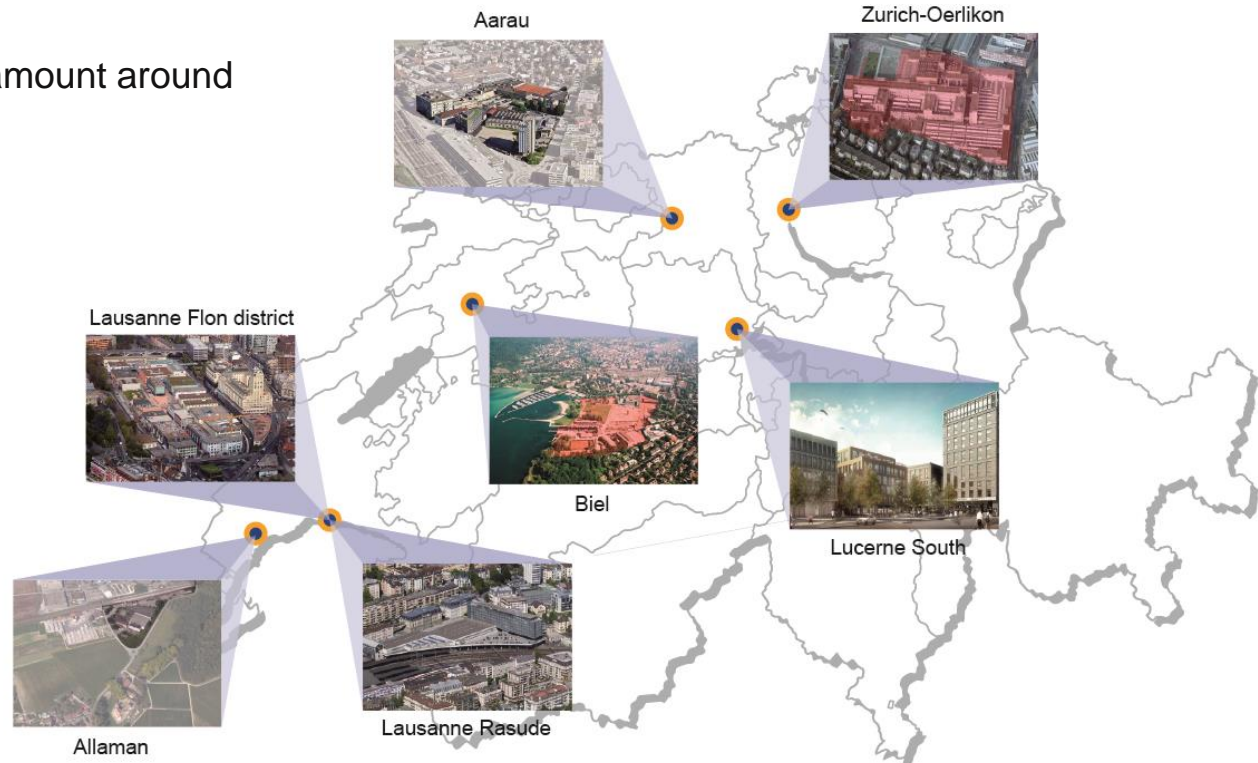 Aarau
Zurich-Oerlikon
amount around
Lausanne Flon district
Biel
Lucerne South
Lausanne Rasude
Allaman